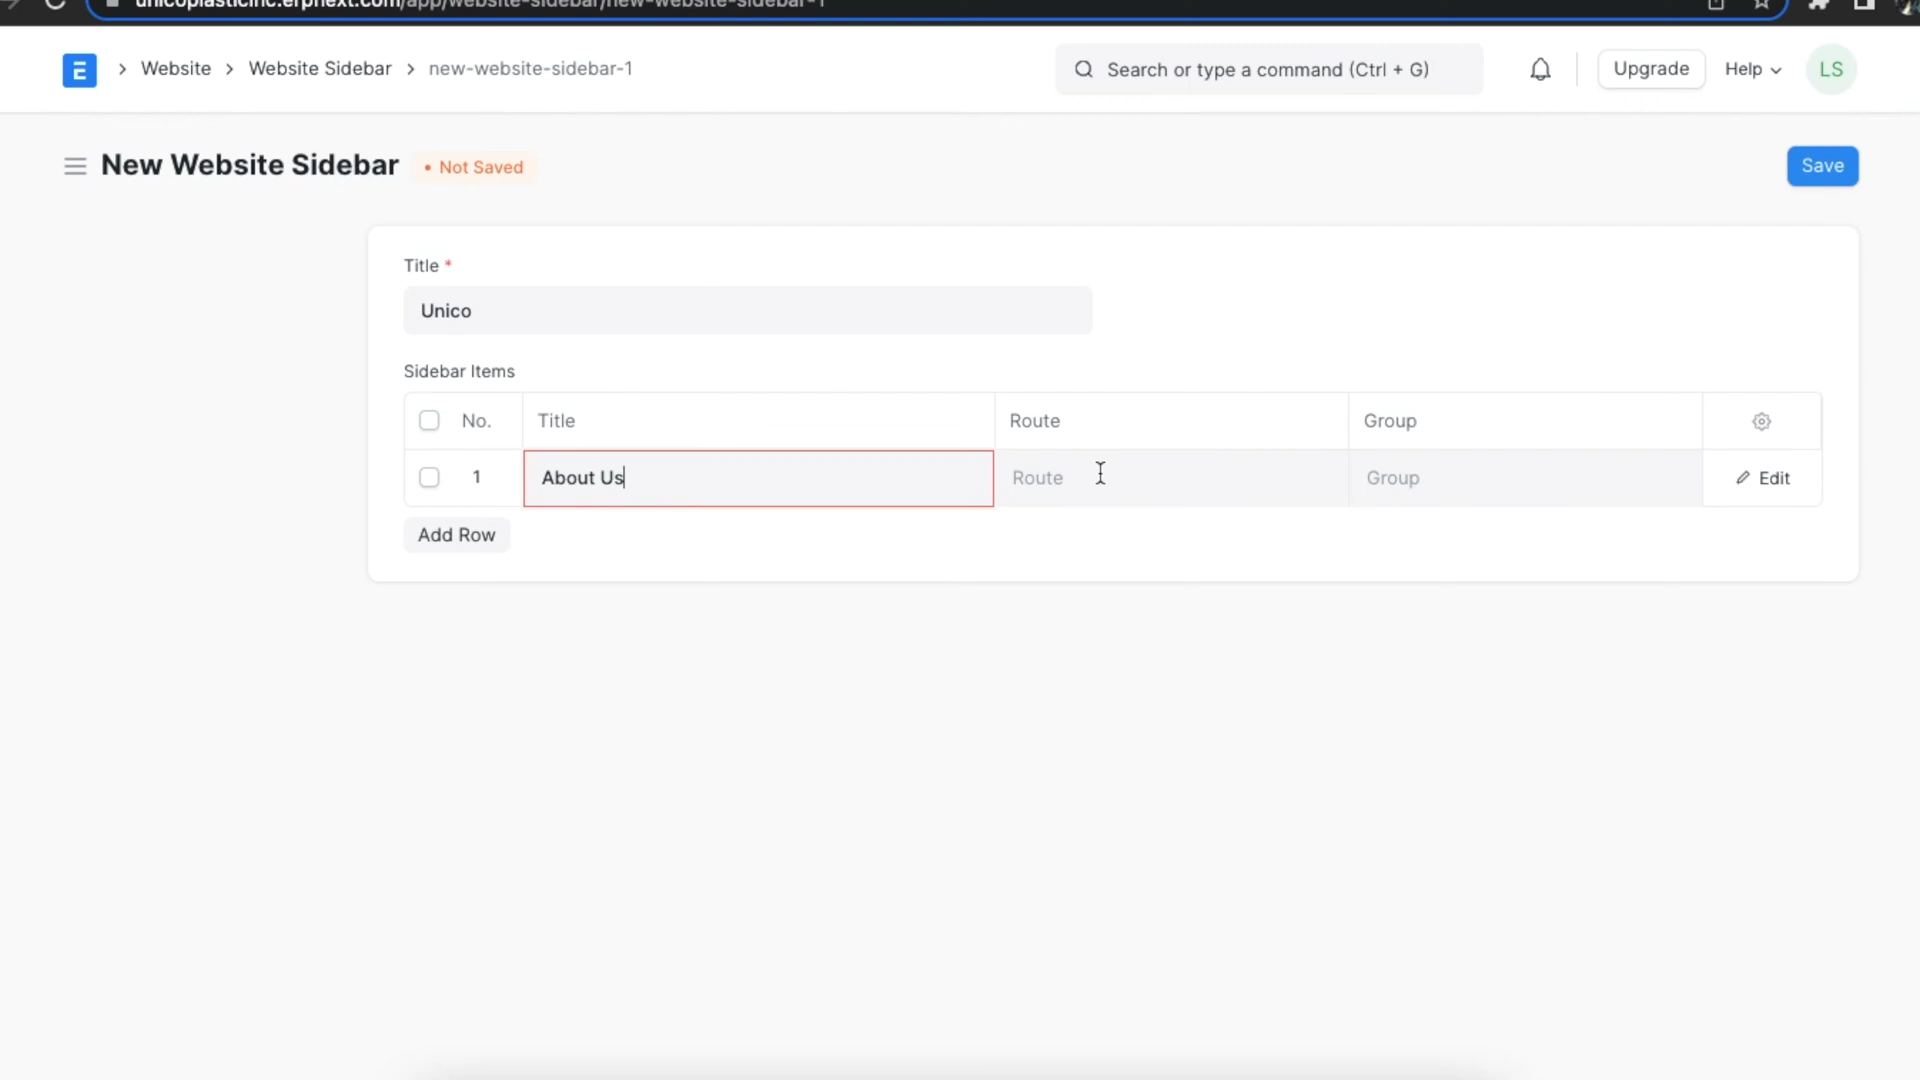 unicoplasticinc.erpnext.com/app/website-sidebar/new-website-sidebar-1
E > Website > Website Sidebar > new-website-sidebar-1
Search or type a command (Ctrl + G)
Upgrade
Help
LS
New Website Sidebar
• Not Saved
Save
Title *
Unico
Sidebar Items
No. Title Route Group
1 About Us Route Group Edit
Add Row